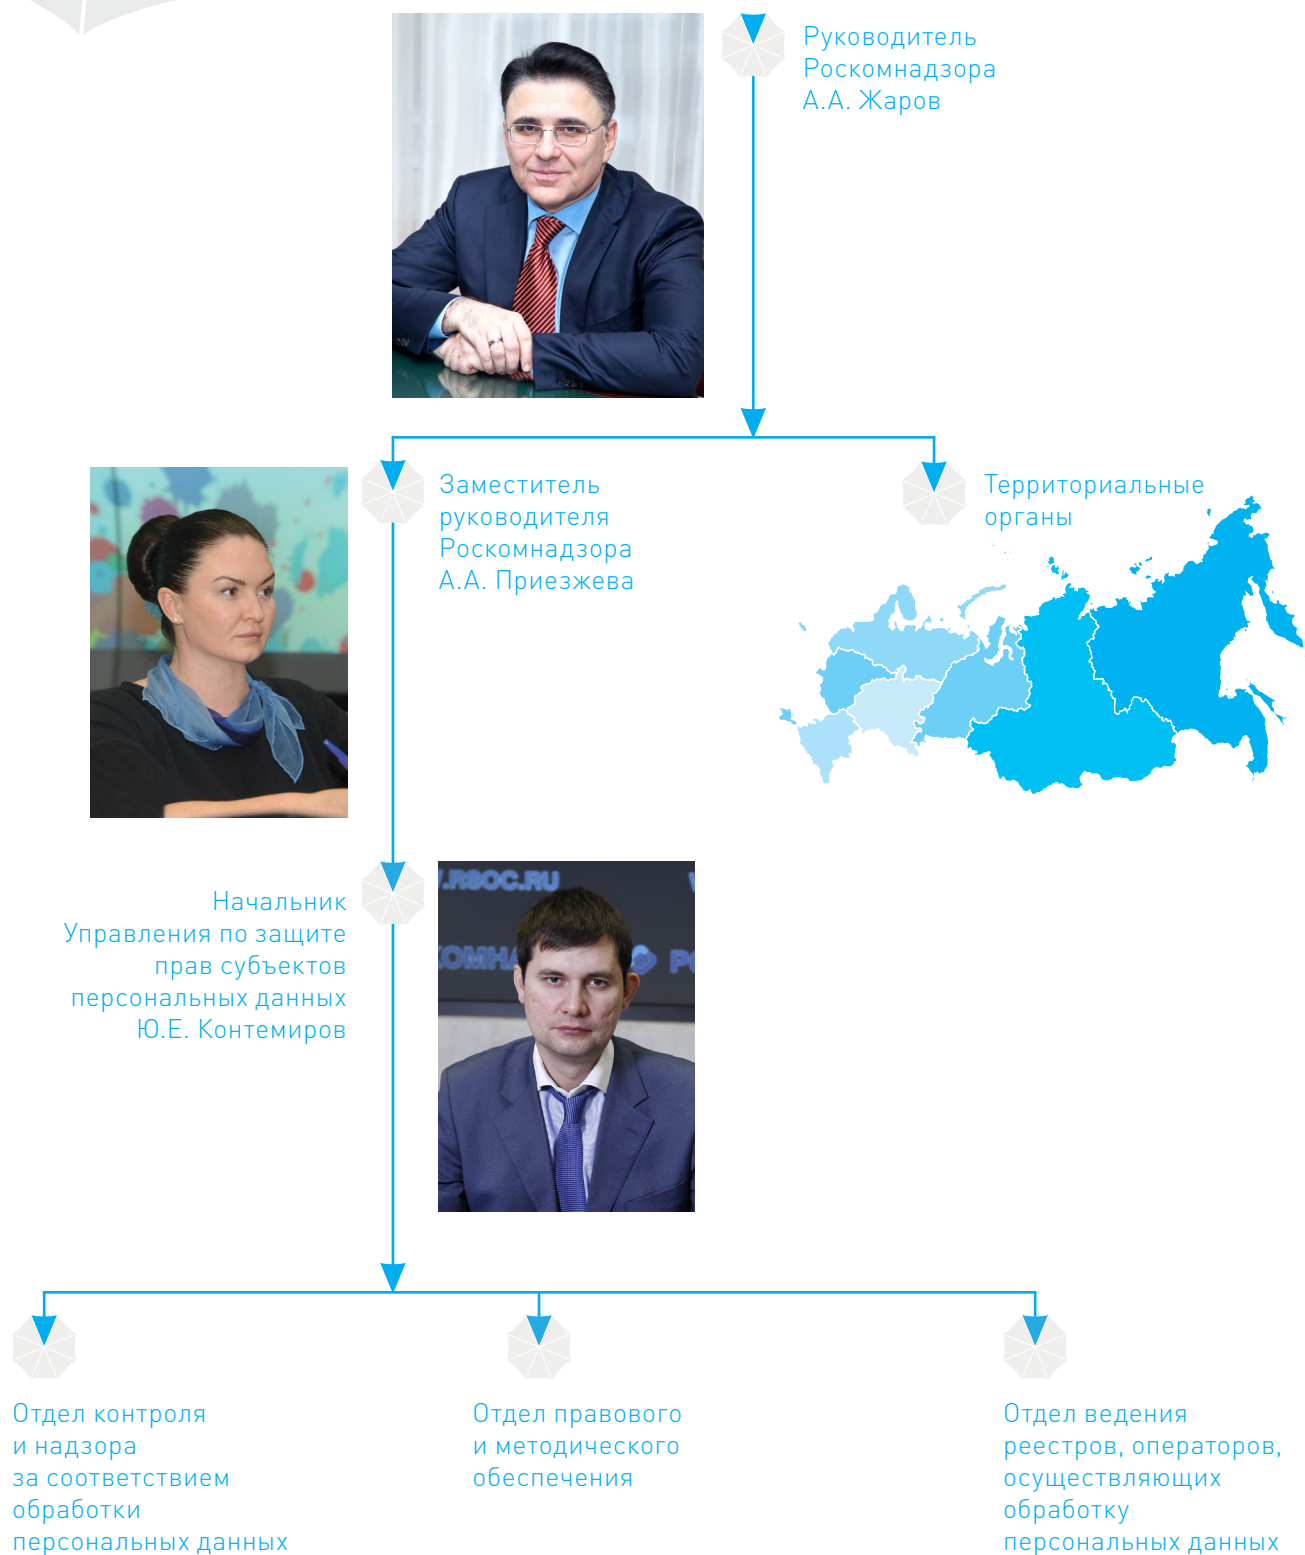 Руководитель
Роскомнадзора
А.А. Жаров
Заместитель
руководителя
Роскомнадзора
А.А. Приезжева
Территориальные
органы
.RSOC.RU
Начальник
Управления по защите
прав субъектов
персональных данных
Ю.Е. Контемиров
Отдел контроля
и надзора
за соответствием
обработки
персональных данных
Отдел правового
и методического
обеспечения
Отдел ведения
реестров, операторов,
осуществляющих
обработку
персональных данных